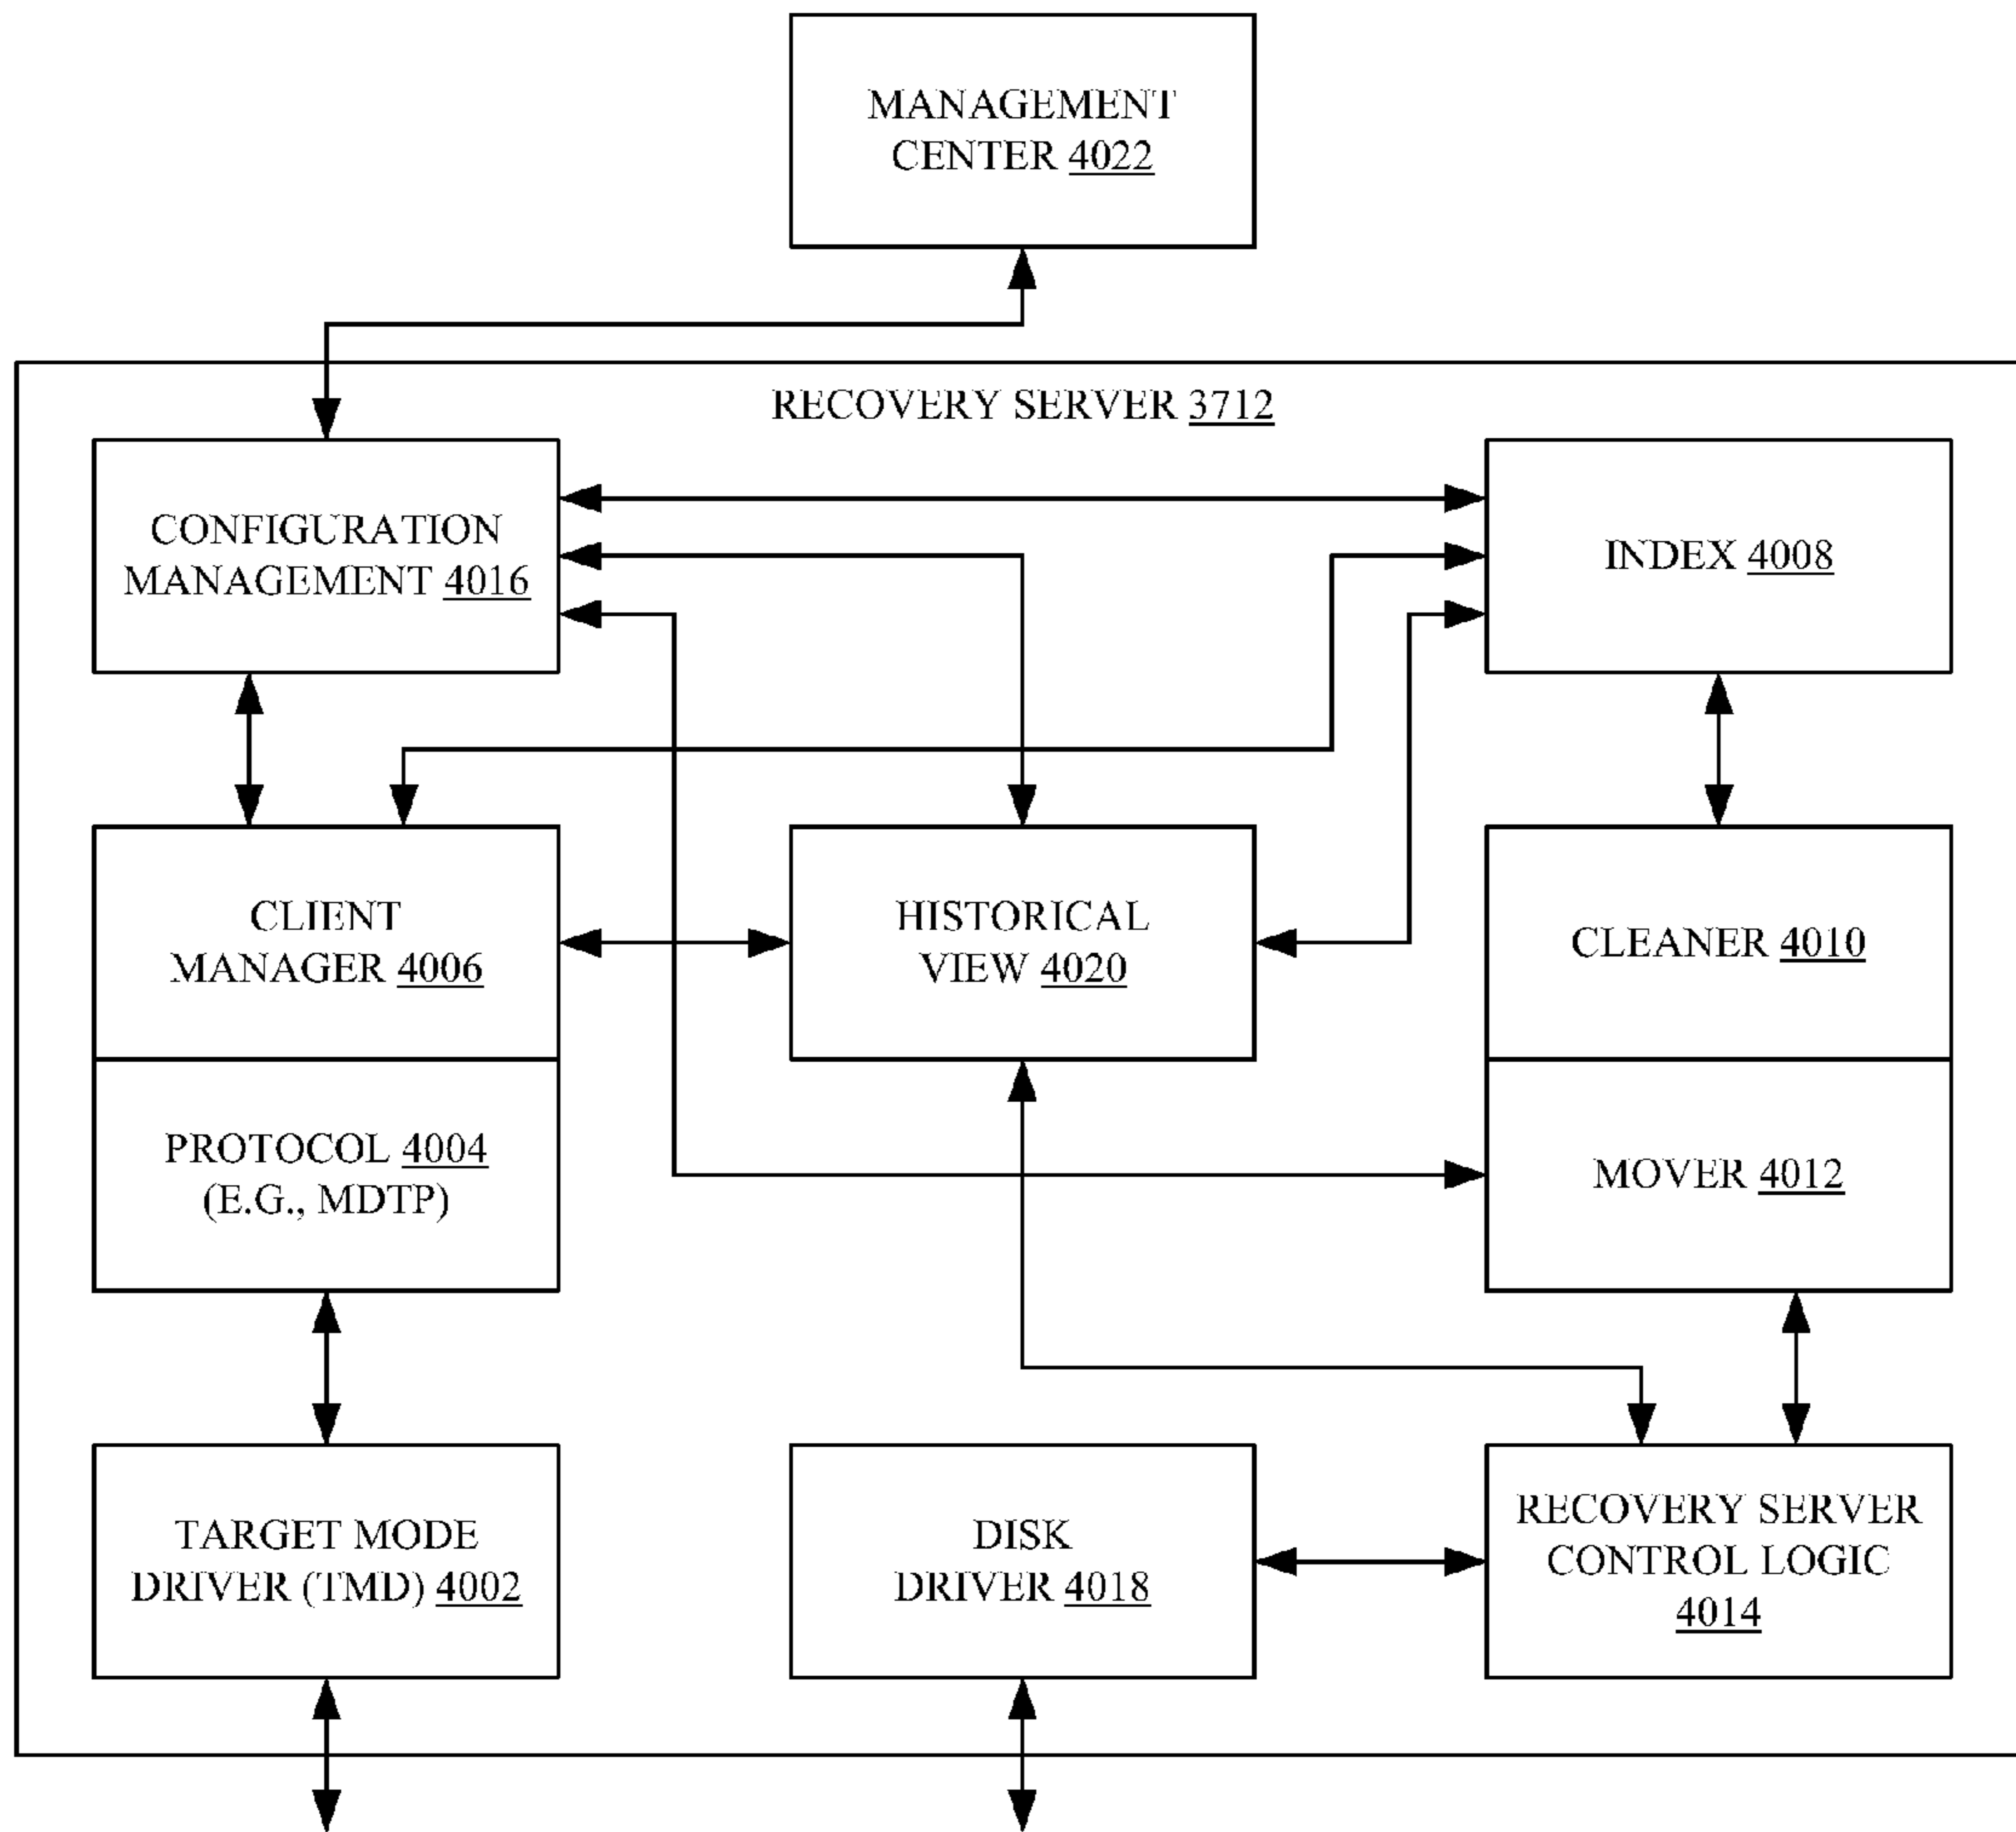 MANAGEMENT
CENTER 4022
RECOVERY SERVER 3712
CONFIGURATION
MANAGEMENT 4016
INDEX 4008
CLIENT
MANAGER 4006
HISTORICAL
VIEW 4020
CLEANER 4010
PROTOCOL 4004
(E.G., MDTP)
MOVER 4012
TARGET MODE
DRIVER (TMD) 4002
DISK
DRIVER 4018
RECOVERY SERVER
CONTROL LOGIC
4014